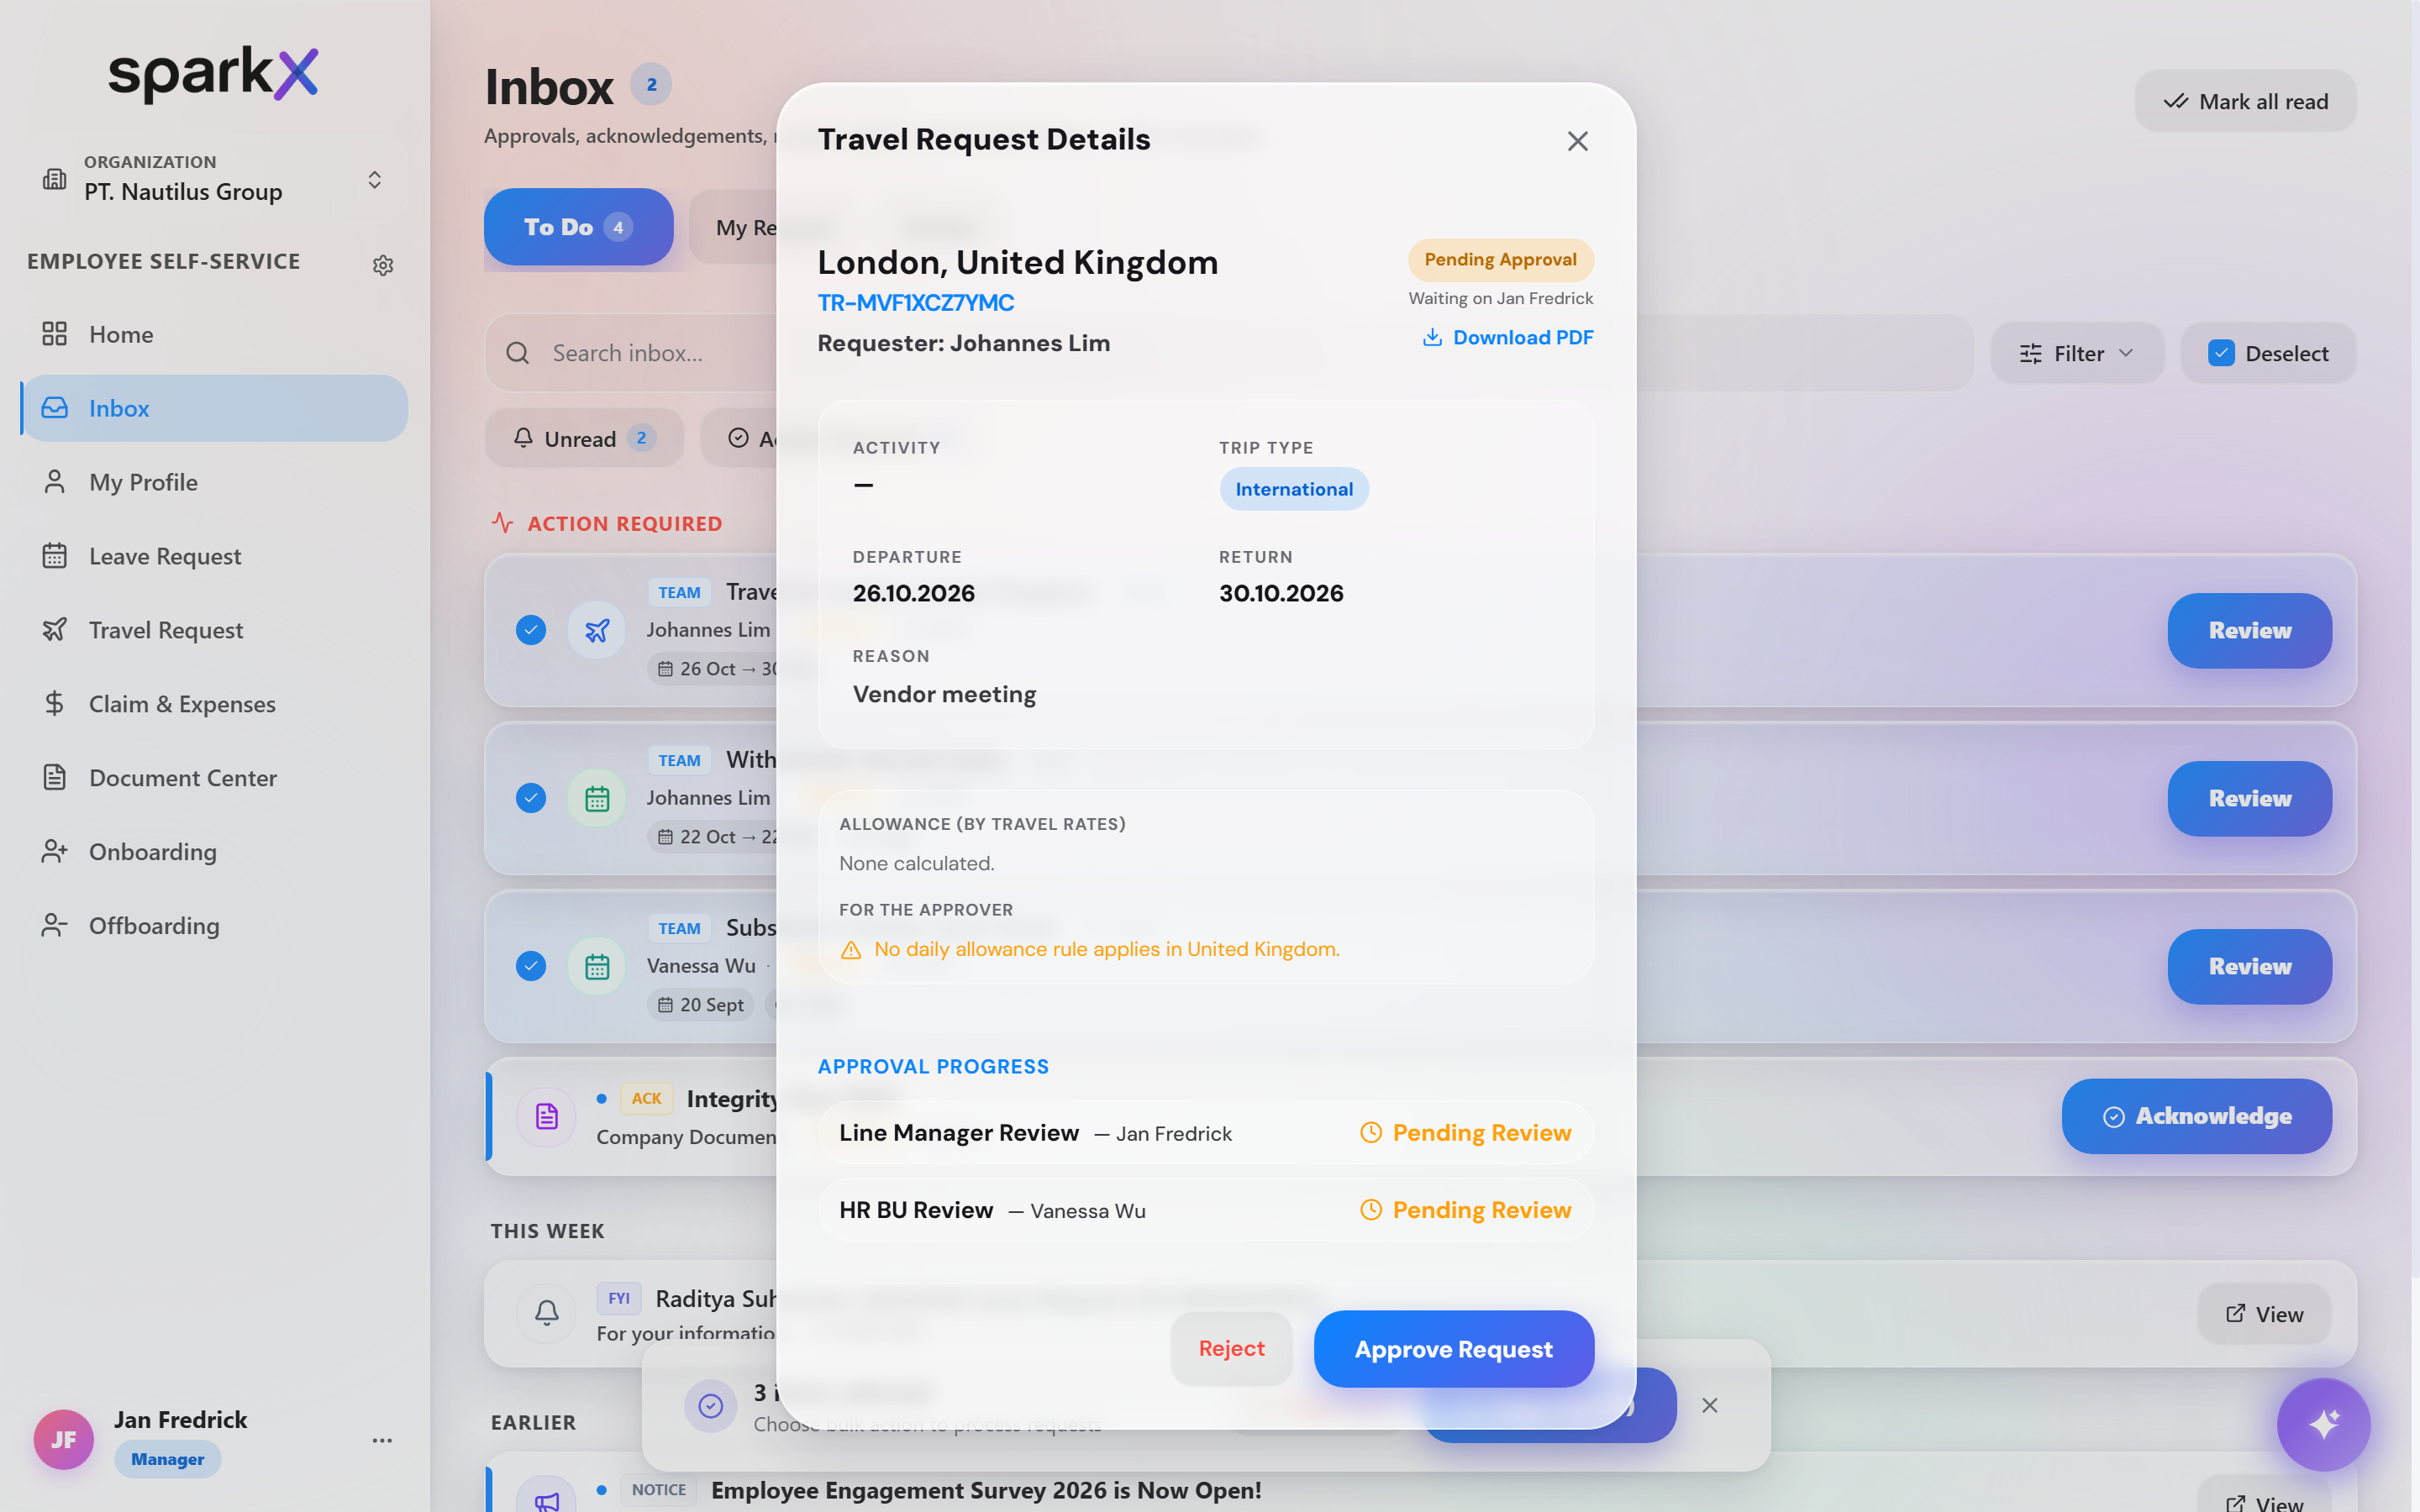 sparkX
ORGANIZATION
PT. Nautilus Group
EMPLOYEE SELF-SERVICE
Home
Inbox
My Profile
Leave Request
Travel Request
Claim & Expenses
Document Center
Onboarding
Offboarding
JF
Jan Fredrick
Manager
Inbox 2
Approvals, acknowledgements,
Mark all read
To Do 4
My Re
Search inbox...
Filter
Deselect
Unread 2
ACTION REQUIRED
TEAM Trave
Johannes Lim
26 Oct → 30
Review
TEAM With
Johannes Lim
22 Oct → 22
Review
TEAM Subs
Vanessa Wu ·
20 Sept
Review
ACK Integrity
Company Documen
Acknowledge
THIS WEEK
FYI Raditya Suh
For your informatio
View
3 i
Choose bulk action to process requests
EARLIER
NOTICE Employee Engagement Survey 2026 is Now Open!
View
Travel Request Details
London, United Kingdom
TR-MVF1XCZ7YMC
Requester: Johannes Lim
Pending Approval
Waiting on Jan Fredrick
Download PDF
ACTIVITY
—
TRIP TYPE
International
DEPARTURE
26.10.2026
RETURN
30.10.2026
REASON
Vendor meeting
ALLOWANCE (BY TRAVEL RATES)
None calculated.
FOR THE APPROVER
No daily allowance rule applies in United Kingdom.
APPROVAL PROGRESS
Line Manager Review — Jan Fredrick
Pending Review
HR BU Review — Vanessa Wu
Pending Review
Reject
Approve Request